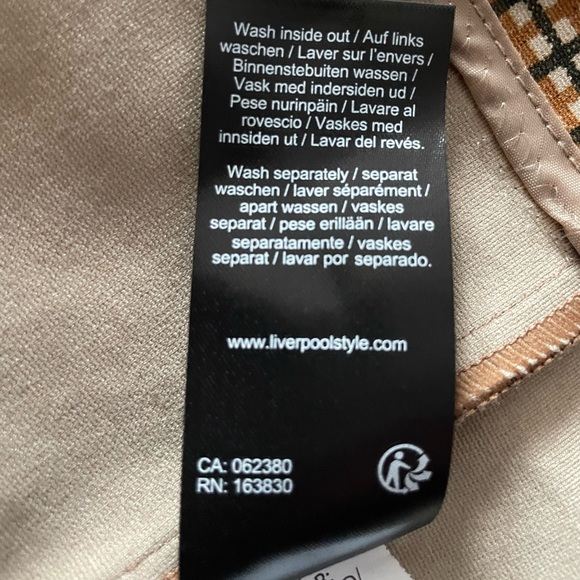 Wash inside out / Auf links
waschen / Laver sur l'envers /
Binnenstebuiten wassen /
Vask med indersiden ud /
Pese nurinpäin / Lavare al
rovescio / Vaskes med
innsiden ut / Lavar del revés.
Wash separately / separat
waschen / laver séparément /
apart wassen / vaskes
separat / pese erillään / lavare
separatamente / vaskes
separat / lavar por separado.
www.liverpoolstyle.com
CA: 062380
RN: 163830